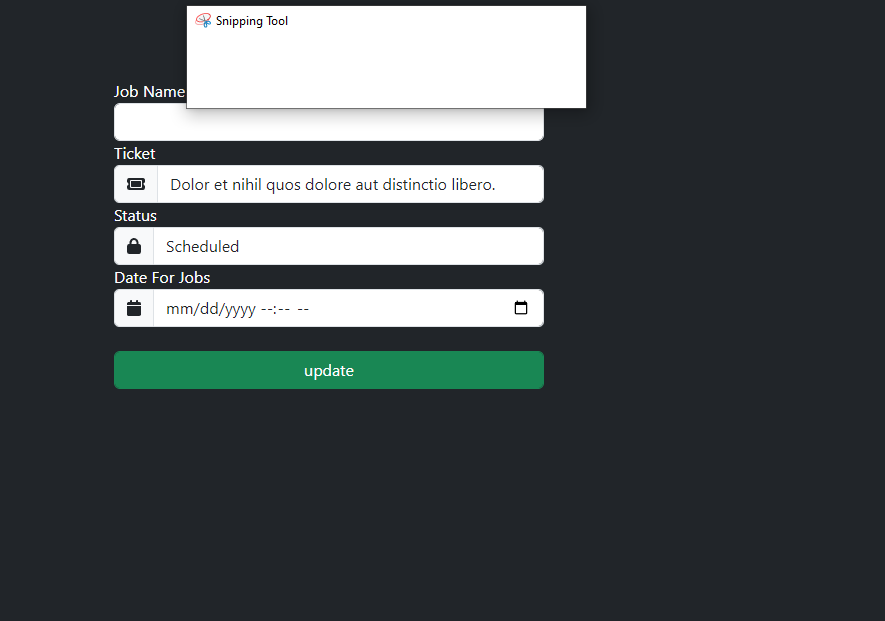 Snipping Tool
Job Name
Ticket
Dolor et nihil quos dolore aut distinctio libero.
Status
Scheduled
Date For Jobs
mm/dd/yyyy --:-- --
update